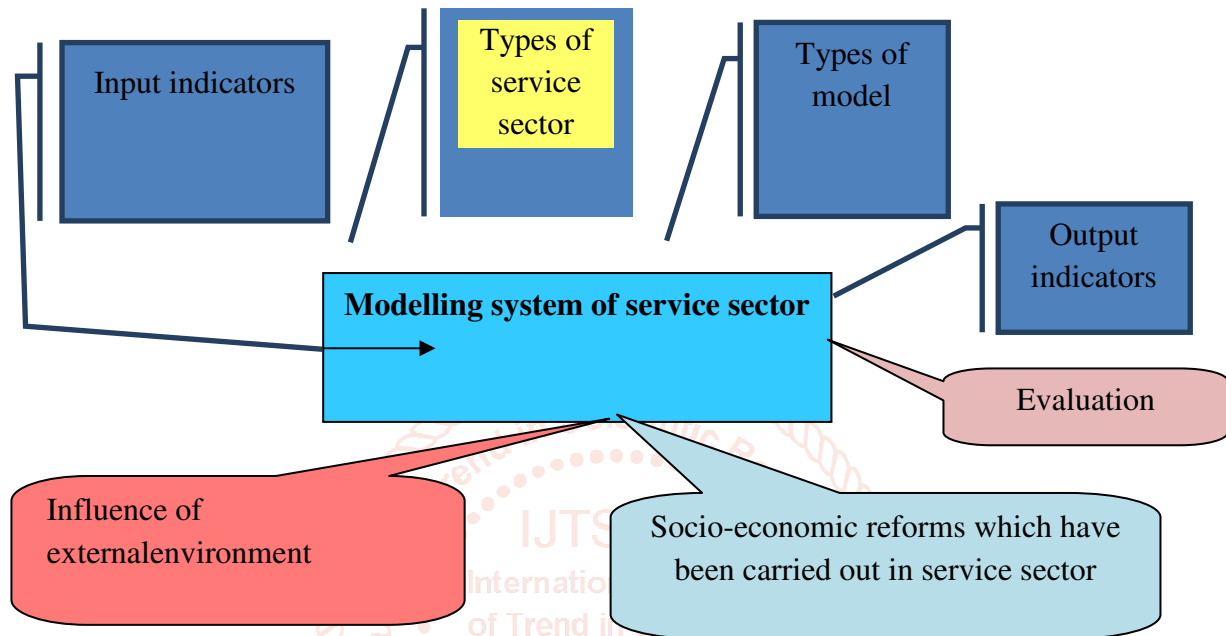 Input indicators
Types of
service
sector
Types of
model
Output
indicators
Modelling system of service sector
Evaluation
Influence of
externalenvironment
Socio-economic reforms which have
been carried out in service sector
IJTS
Internatio
of Trend in